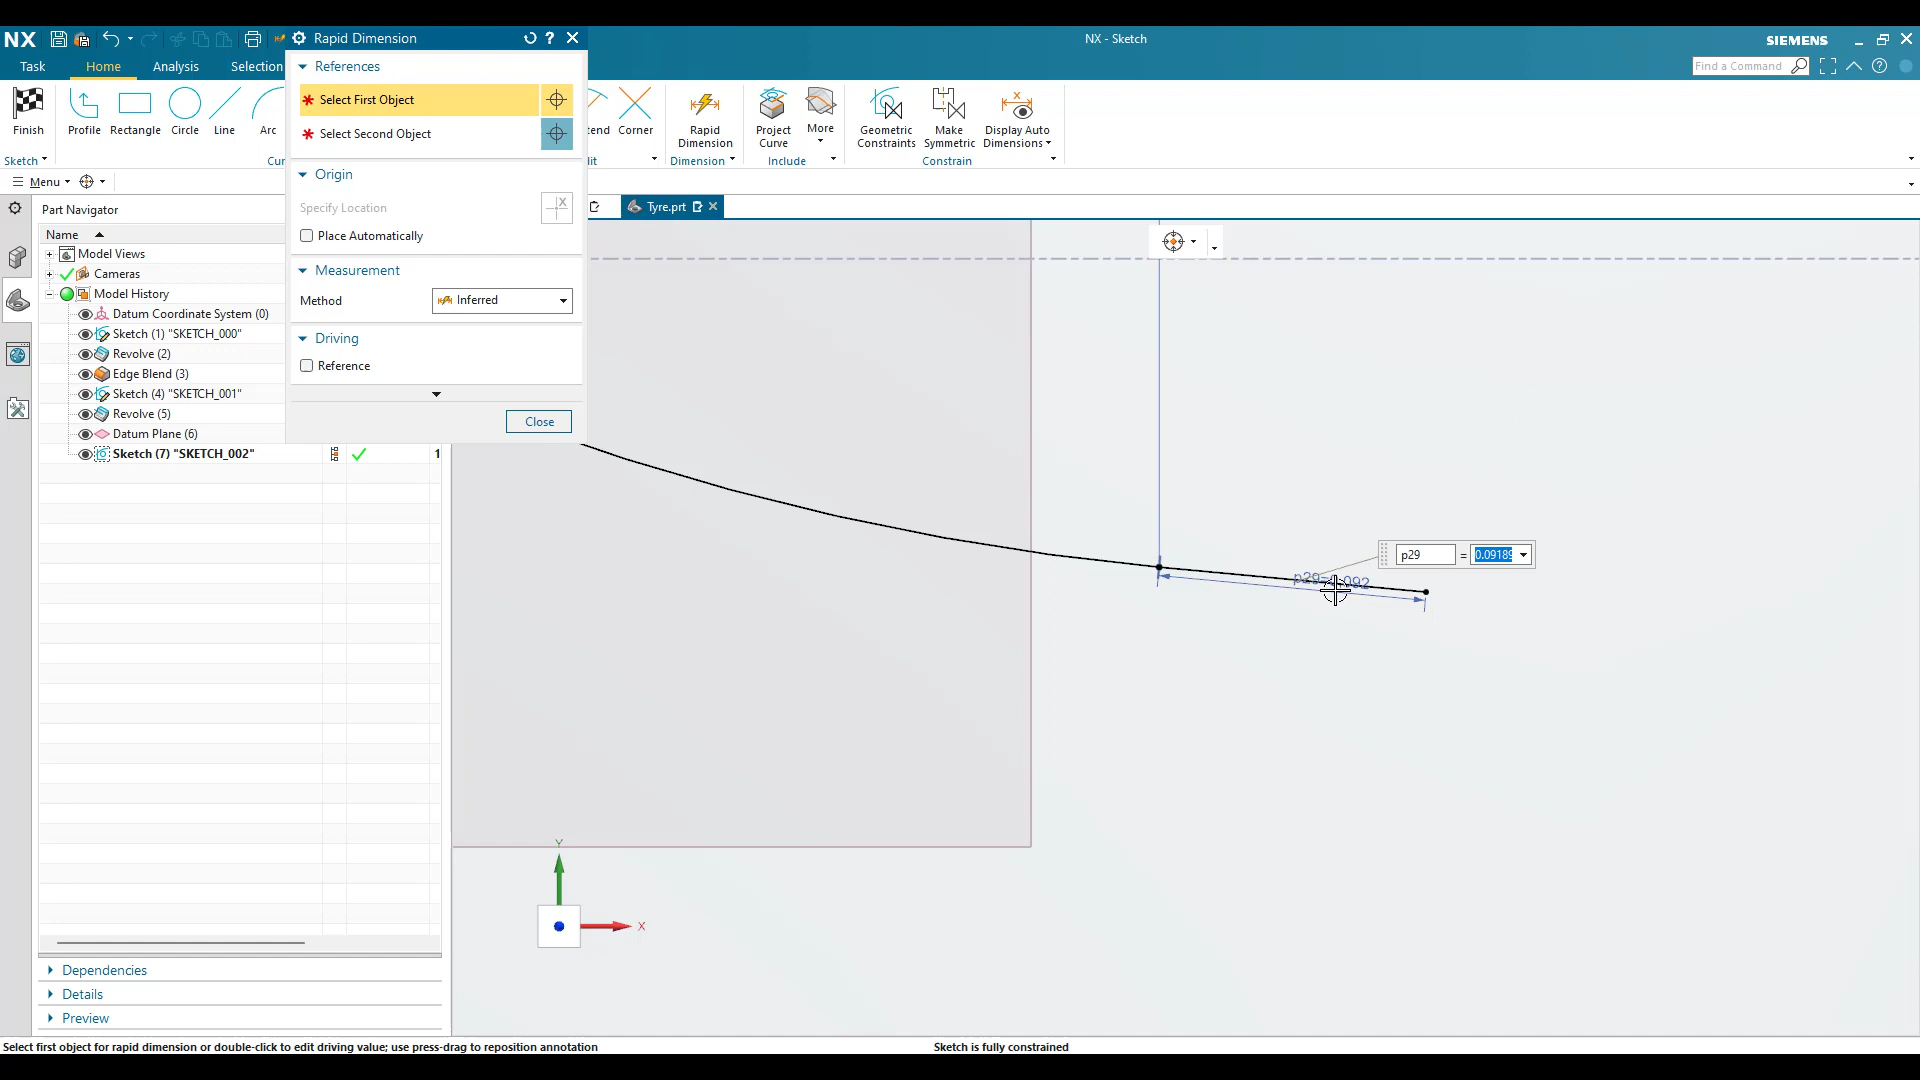 NX
Rapid Dimension
NX - Sketch
SIEMENS
Task
Home
Analysis
Selection
References
Find a Command
Select First Object
Select Second Object
Finish
Profile
Rectangle
Circle
Line
Arc
Corner
Rapid
Dimension
Project
Curve
More
Geometric
Constraints
Make
Symmetric
Display Auto
Dimensions
Sketch
Dimension
Include
Constrain
Origin
Menu
Specify Location
Part Navigator
Tyre.prt
Name
Place Automatically
Model Views
Cameras
Measurement
Model History
Method
Inferred
Datum Coordinate System (0)
Sketch (1) "SKETCH_000"
Driving
Revolve (2)
Reference
Edge Blend (3)
Sketch (4) "SKETCH_001"
Revolve (5)
Close
Datum Plane (6)
Sketch (7) "SKETCH_002"
1
p29
=
0.09189
Y
X
Dependencies
Details
Preview
Select first object for rapid dimension or double-click to edit driving value; use press-drag to reposition annotation
Sketch is fully constrained